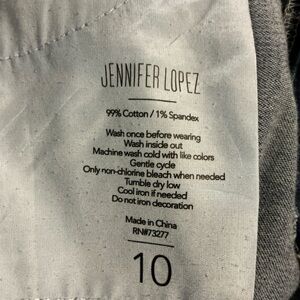 JENNIFER LOPEZ
99% Cotton / 1% Spandex
Wash once before wearing
Wash inside out
Machine wash cold with like colors
Gentle cycle
Only non-chlorine bleach when needed
Tumble dry low
Cool iron if needed
Do not iron decoration
Made in China
RN#73277
10